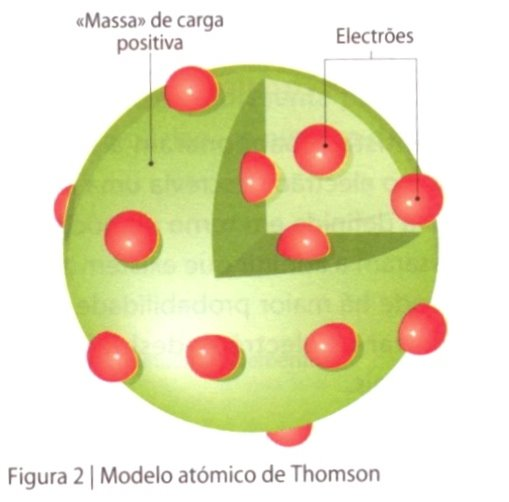 «Massa» de carga
positiva
Electrões
Figura 2 | Modelo atómico de Thomson